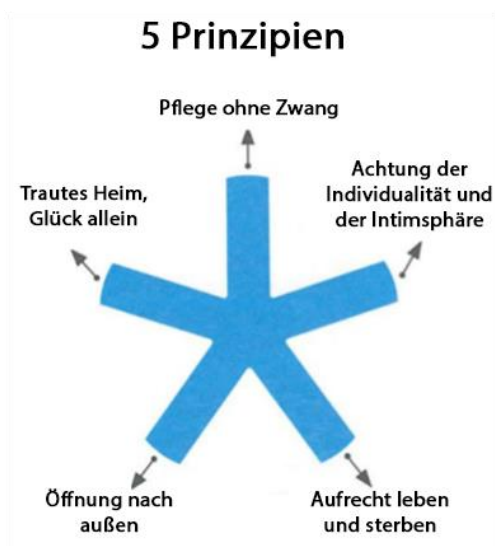 5 Prinzipien
Pflege ohne Zwang
Achtung der
Individualität und
der Intimsphäre
Trautes Heim,
Glück allein
Öffnung nach
außen
Aufrecht leben
und sterben